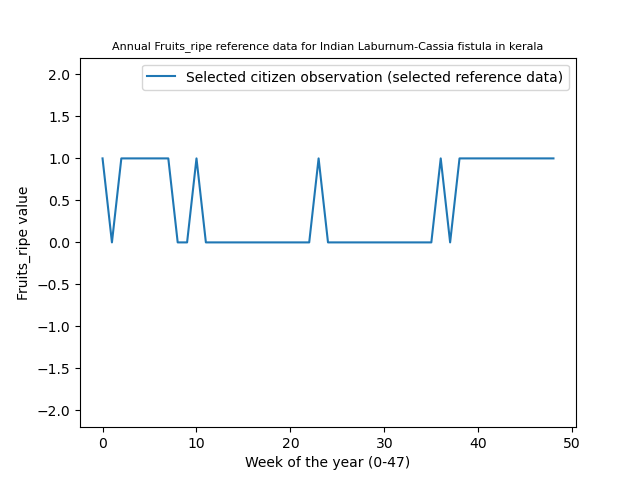 Annual Fruits_ripe reference data for Indian Laburnum-Cassia fistula in kerala
Selected citizen observation (selected reference data)
2.0
1.5
1.0
0.5
0.0
−0.5
−1.0
−1.5
−2.0
Fruits_ripe value
0 10 20 30 40 50
Week of the year (0-47)